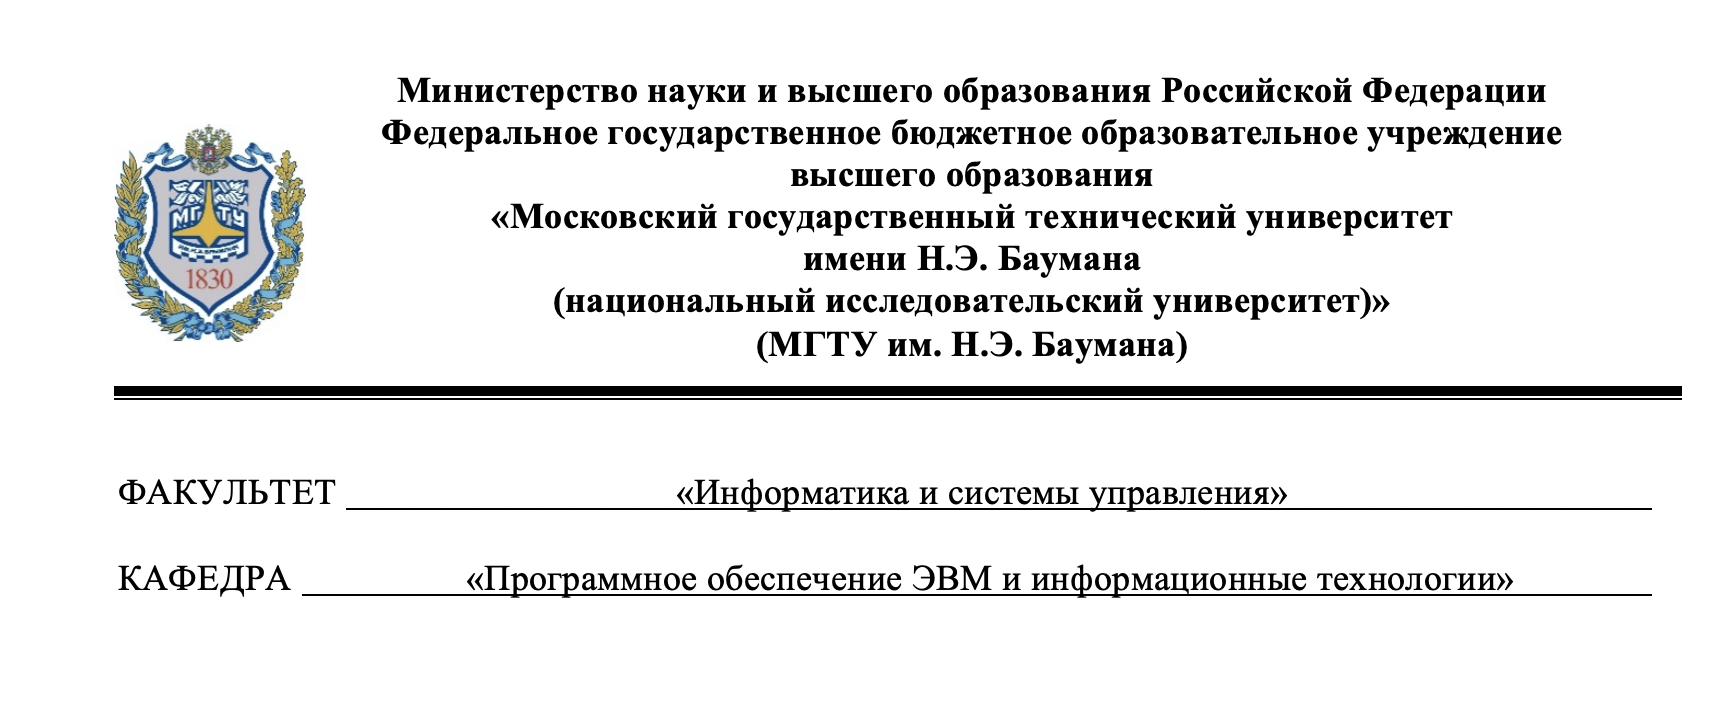 Министерство науки и высшего образования Российской Федерации
Федеральное государственное бюджетное образовательное учреждение
высшего образования
«Московский государственный технический университет
имени Н.Э. Баумана
(национальный исследовательский университет)»
(МГТУ им. Н.Э. Баумана)
МГТУ
1830
ФАКУЛЬТЕТ «Информатика и системы управления»
КАФЕДРА «Программное обеспечение ЭВМ и информационные технологии»